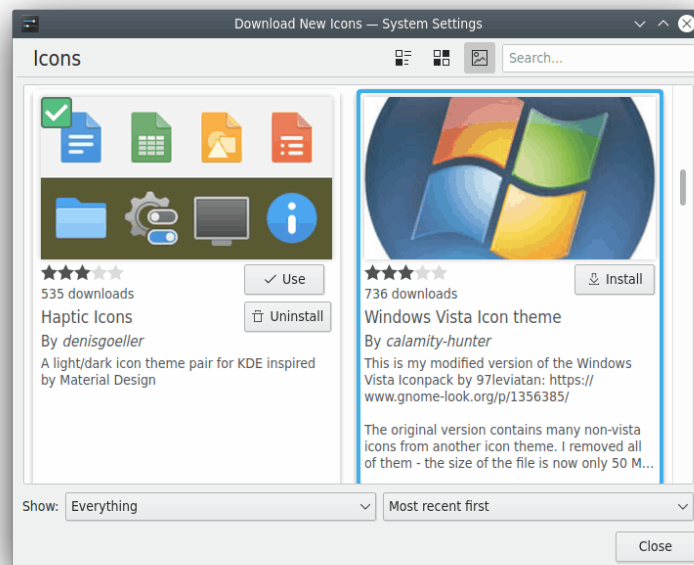 Download New Icons — System Settings
Icons
Search...
535 downloads
Use
Haptic Icons
Uninstall
By denisgoeller
A light/dark icon theme pair for KDE inspired
by Material Design
736 downloads
Install
Windows Vista Icon theme
By calamity-hunter
This is my modified version of the Windows
Vista Iconpack by 97leviatan: https://
www.gnome-look.org/p/1356385/
The original version contains many non-vista
icons from another icon theme. I removed all
of them - the size of the file is now only 50 M...
Show:
Everything
Most recent first
Close